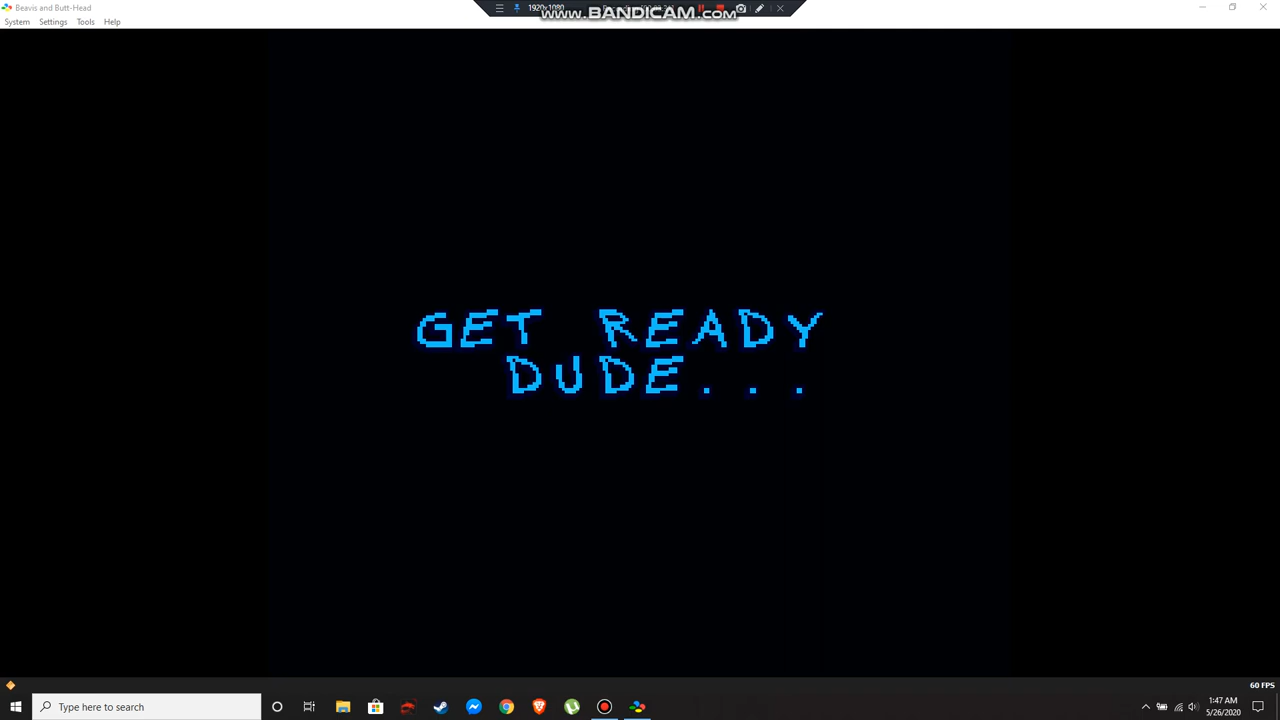 Beavis and Butt-Head
1920x1080
www.BANDICAM.com
System Settings Tools Help
GET READY
DUDE...
60 FPS
Type here to search
1:47 AM
5/26/2020